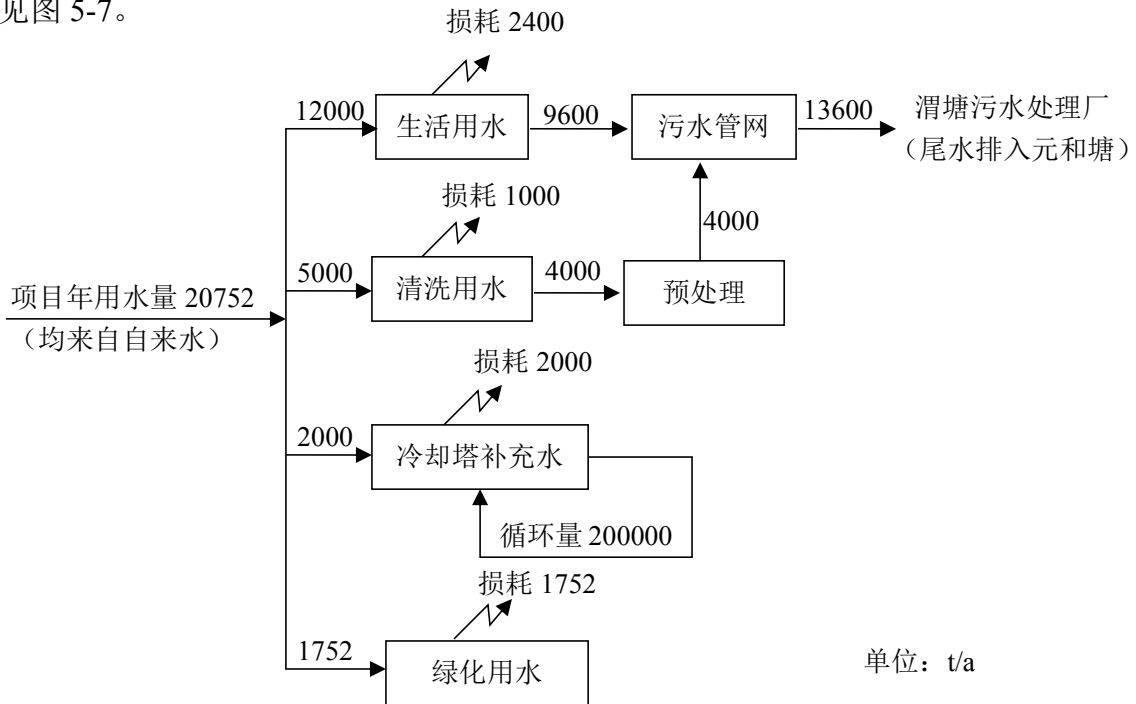 见图 5-7。
损耗 2400
12000
生活用水
9600
污水管网
13600
渭塘污水处理厂
（尾水排入元和塘）
损耗 1000
4000
5000
清洗用水
4000
预处理
项目年用水量 20752
（均来自自来水）
损耗 2000
2000
冷却塔补充水
循环量 200000
损耗 1752
1752
绿化用水
单位：t/a